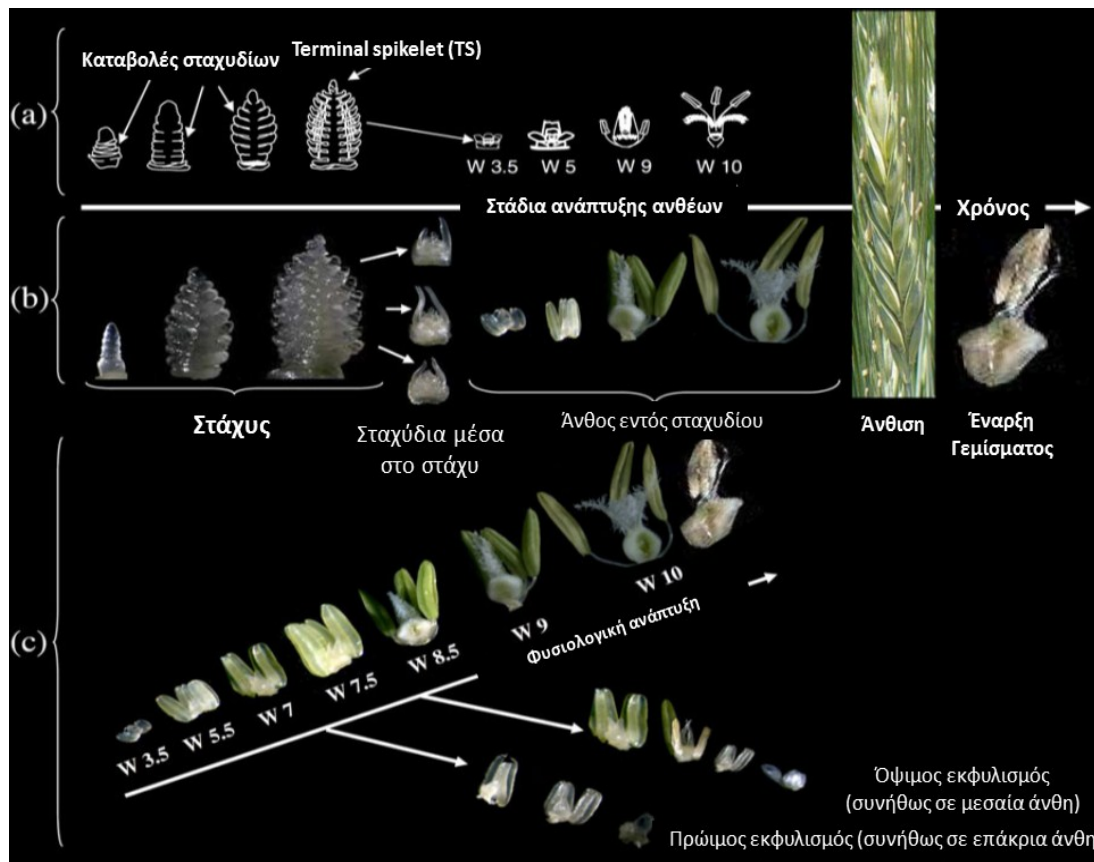 (a)
Καταβολές σταχυδίων
Terminal spikelet (TS)
W 3.5
W 5
W 9
W 10
Στάδια ανάπτυξης ανθέων
Χρόνος
(b)
Στάχυς
Σταχύδια μέσα
στο στάχυ
Άνθος εντός σταχυδίου
Άνθιση
Έναρξη
Γεμίσματος
(c)
W 3.5
W 5.5
W 7
W 7.5
W 8.5
W 9
W 10
Φυσιολογική ανάπτυξη
Όψιμος εκφυλισμός
(συνήθως σε μεσαία άνθη)
Πρώιμος εκφυλισμός (συνήθως σε επάκρια άνθη